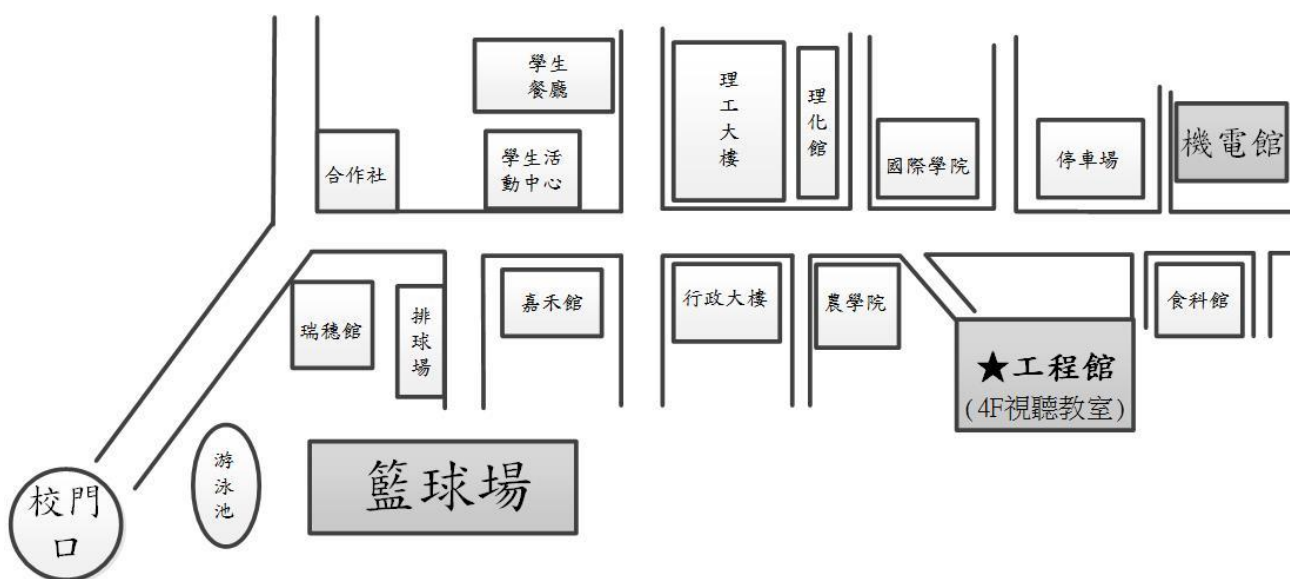 學生
餐廳
理工大樓
理化館
機電館
合作社
學生活
動中心
國際學院
停車場
瑞穗館
排球場
嘉禾館
行政大樓
農學院
食科館
★工程館
(4F視聽教室)
游泳池
籃球場
校門
口